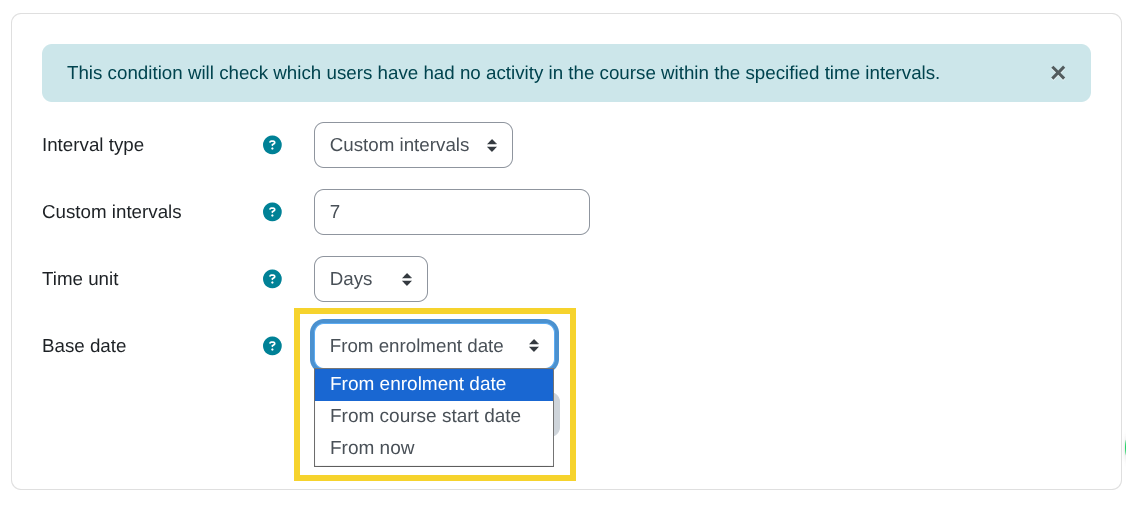 This condition will check which users have had no activity in the course within the specified time intervals. ×
Interval type ? Custom intervals
Custom intervals ? 7
Time unit ? Days
Base date ? From enrolment date
From enrolment date
From course start date
From now